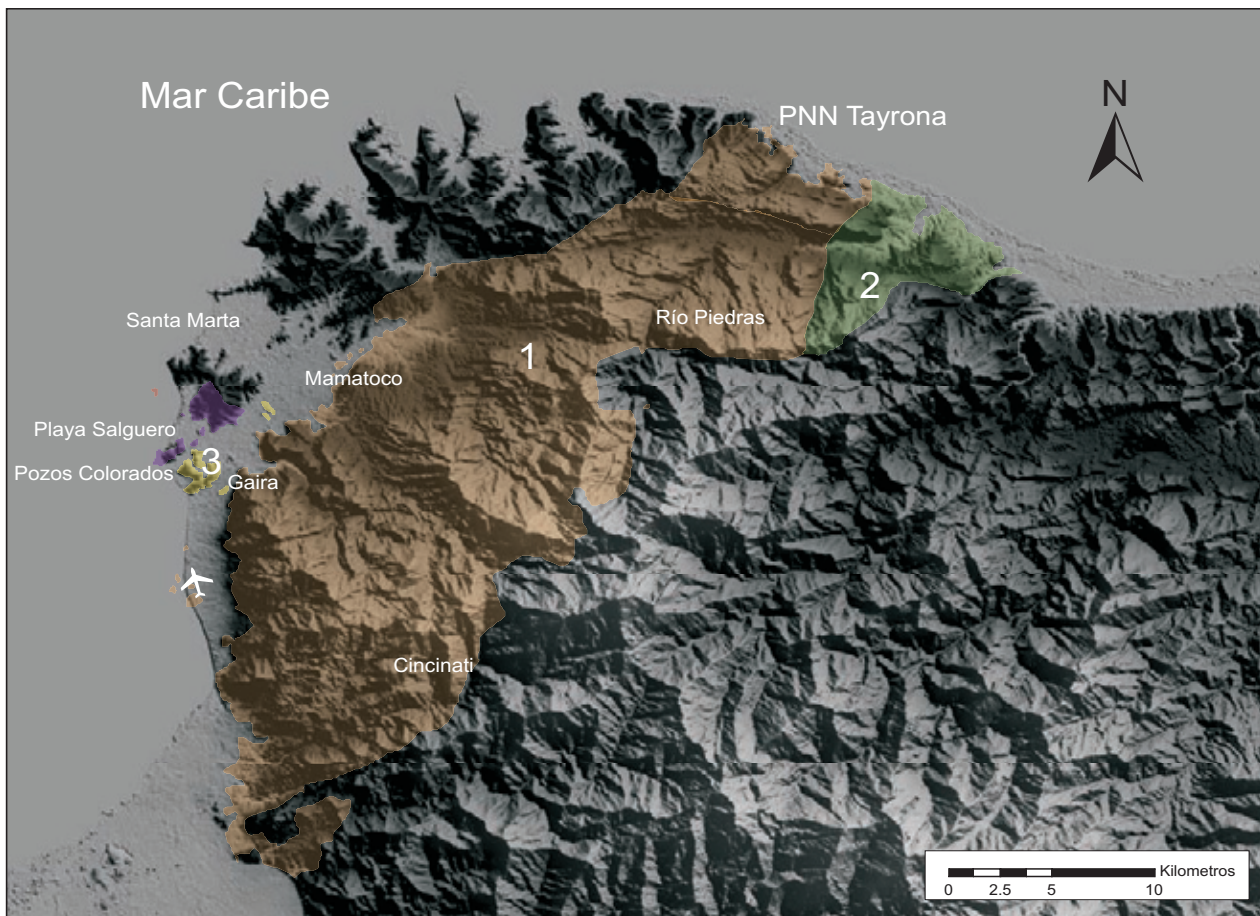 Mar Caribe
N
PNN Tayrona
2
Río Piedras
Santa Marta
1
Mamatoco
Playa Salguero
3
Pozos Colorados
Gaira
Cincinati
Kilometros
0 2.5 5 10